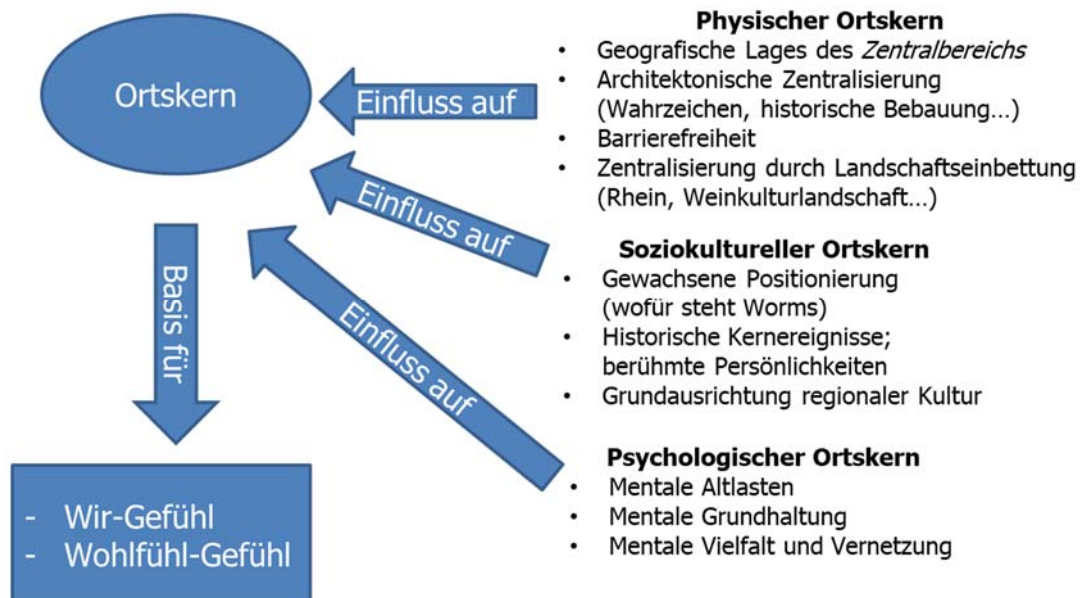 Ortskern
Einfluss auf
Physischer Ortskern
• Geografische Lages des Zentralbereichs
• Architektonische Zentralisierung
(Wahrzeichen, historische Bebauung...)
• Barrierefreiheit
• Zentralisierung durch Landschaftseinbettung
(Rhein, Weinkulturlandschaft...)
Einfluss auf
Soziokultureller Ortskern
• Gewachsene Positionierung
(wofür steht Worms)
• Historische Kernereignisse;
berühmte Persönlichkeiten
• Grundausrichtung regionaler Kultur
Einfluss auf
Psychologischer Ortskern
• Mentale Altlasten
• Mentale Grundhaltung
• Mentale Vielfalt und Vernetzung
Basis für
- Wir-Gefühl
- Wohlfühl-Gefühl